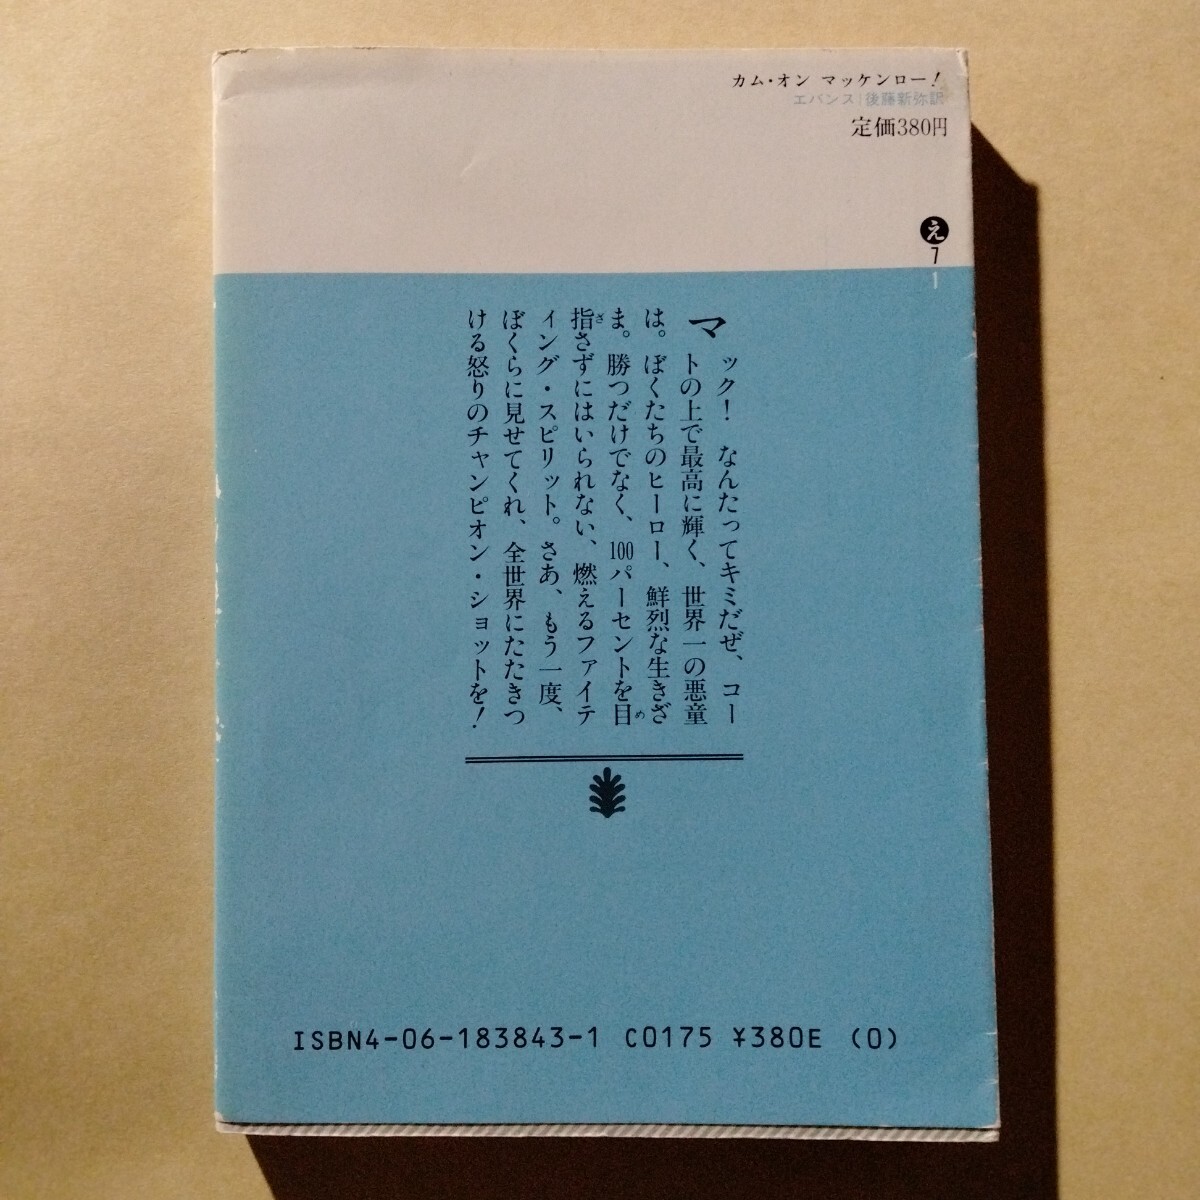 カム・オン マッケンロー!
エバンス|後藤新弥訳
定価380円
え
7
1
マック! なんたってキミだぜ、コー
トの上で最高に輝く、世界一の悪童
は。ぼくたちのヒーロー、鮮烈な生きざ
ま。勝つだけでなく、100パーセントを目め
指ざさずにはいられない、燃えるファイテ
ィング・スピリット。さあ、もう一度、
ぼくらに見せてくれ、全世界にたたきつ
ける怒りのチャンピオン・ショットを!
ISBN4-06-183843-1 C0175 ¥380E (0)